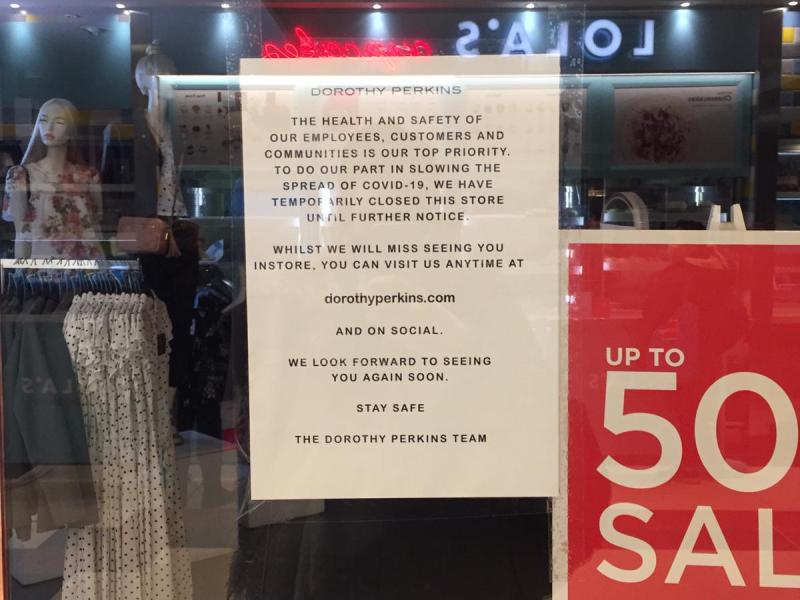 LOLA'S
cupcakes
DOROTHY PERKINS
THE HEALTH AND SAFETY OF
OUR EMPLOYEES, CUSTOMERS AND
COMMUNITIES IS OUR TOP PRIORITY.
TO DO OUR PART IN SLOWING THE
SPREAD OF COVID-19, WE HAVE
TEMPORARILY CLOSED THIS STORE
UNTIL FURTHER NOTICE.
WHILST WE WILL MISS SEEING YOU
INSTORE, YOU CAN VISIT US ANYTIME AT
dorothyperkins.com
AND ON SOCIAL.
WE LOOK FORWARD TO SEEING
YOU AGAIN SOON.
STAY SAFE
THE DOROTHY PERKINS TEAM
UP TO
50
SAL